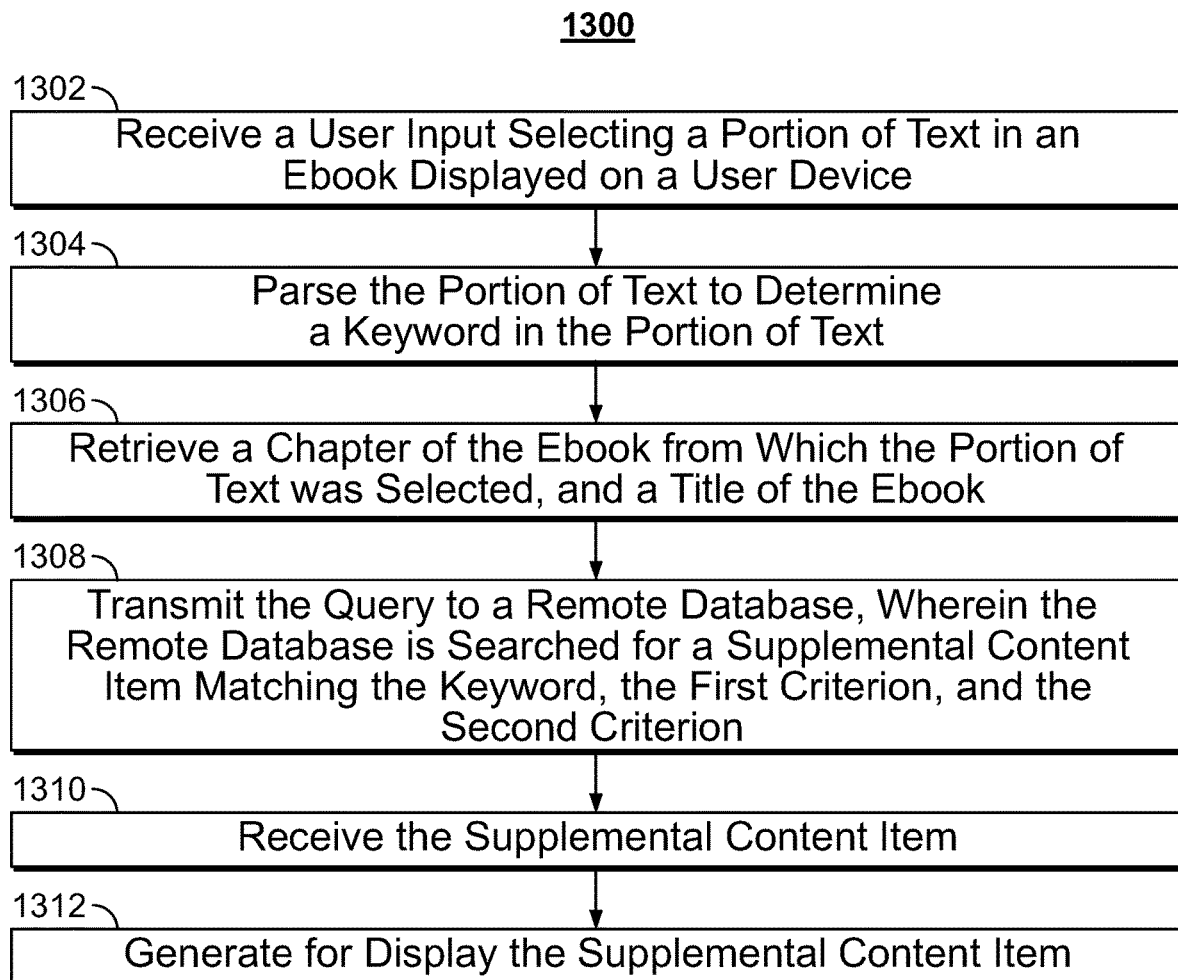 1300
1302
Receive a User Input Selecting a Portion of Text in an
Ebook Displayed on a User Device
1304
Parse the Portion of Text to Determine
a Keyword in the Portion of Text
1306
Retrieve a Chapter of the Ebook from Which the Portion of
Text was Selected, and a Title of the Ebook
1308
Transmit the Query to a Remote Database, Wherein the
Remote Database is Searched for a Supplemental Content
Item Matching the Keyword, the First Criterion, and the
Second Criterion
1310
Receive the Supplemental Content Item
1312
Generate for Display the Supplemental Content Item